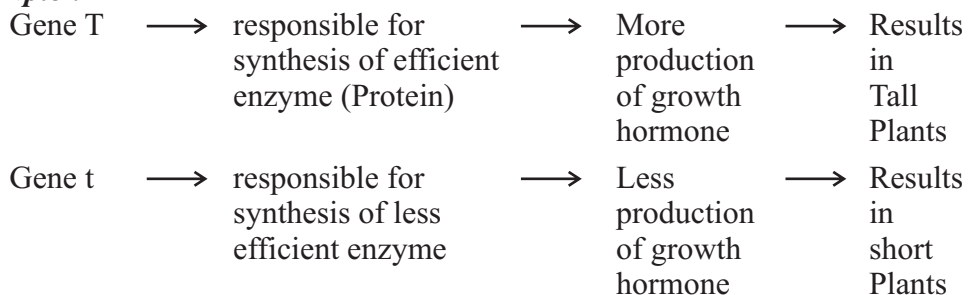 Gene T ⟶ responsible for ⟶ More ⟶ Results
synthesis of efficient production in
enzyme (Protein) of growth Tall
hormone Plants
Gene t ⟶ responsible for ⟶ Less ⟶ Results
synthesis of less production in
efficient enzyme of growth short
hormone Plants